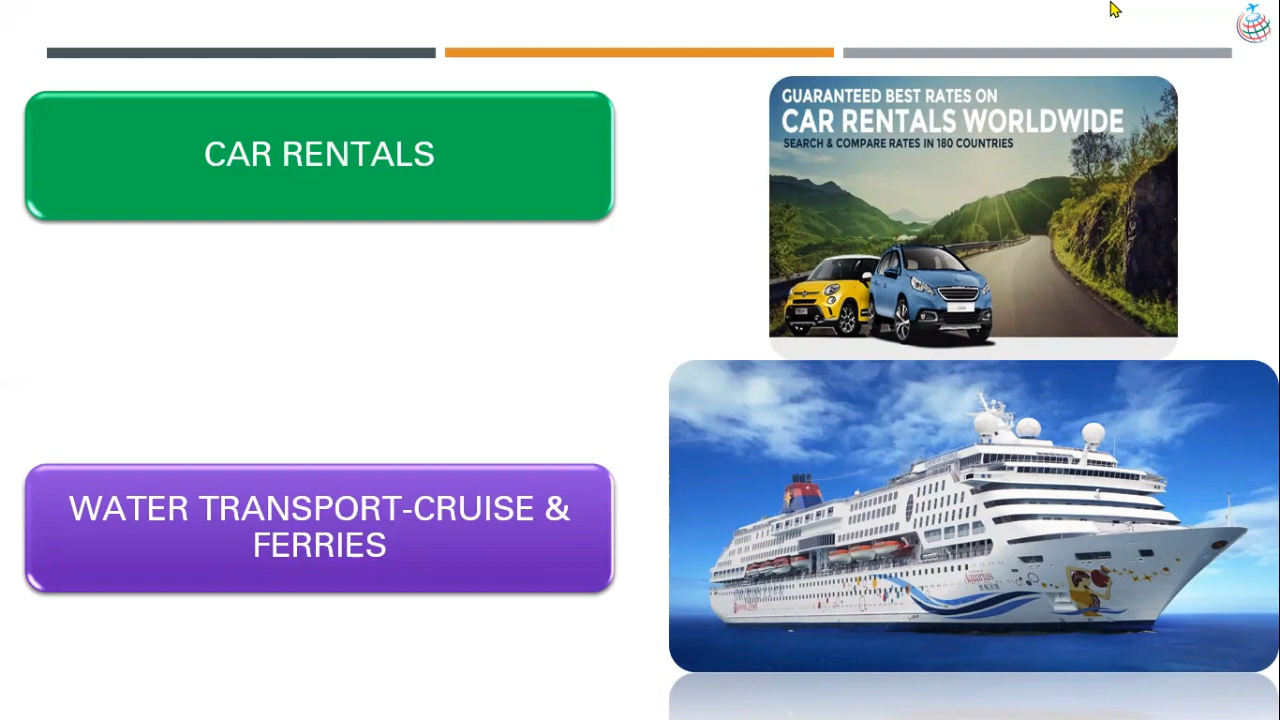 CAR RENTALS
GUARANTEED BEST RATES ON
CAR RENTALS WORLDWIDE
SEARCH & COMPARE RATES IN 180 COUNTRIES
WATER TRANSPORT-CRUISE &
FERRIES
Aquarius